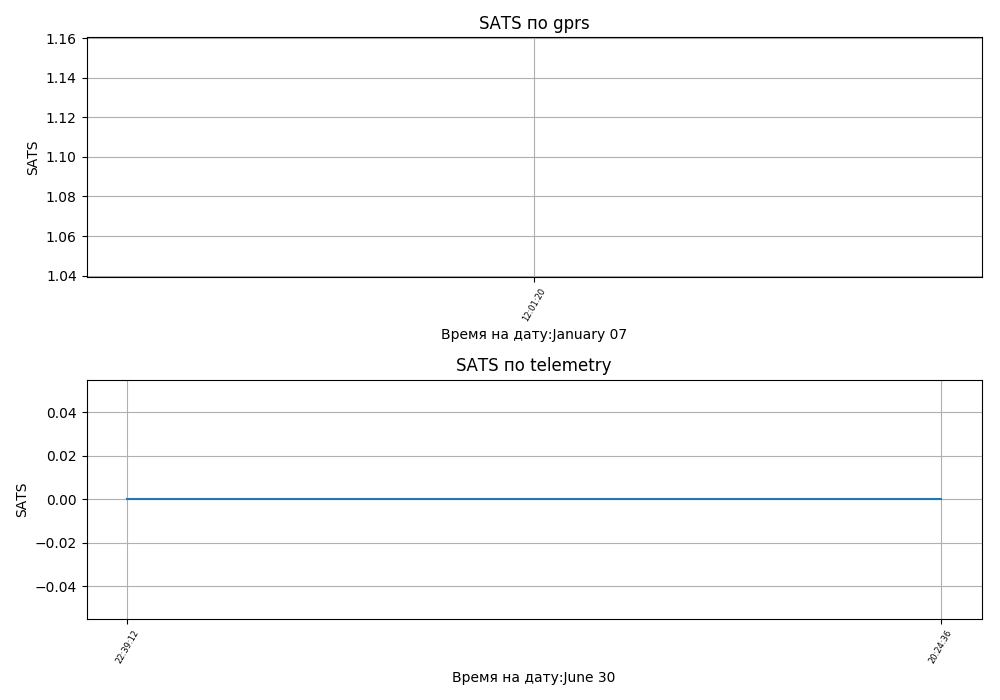 SATS по gprs
1.16
1.14
1.12
1.10
1.08
1.06
1.04
SATS
12:01:20
Время на дату:January 07
SATS по telemetry
0.04
0.02
0.00
−0.02
−0.04
SATS
22:39:12
20:24:36
Время на дату:June 30